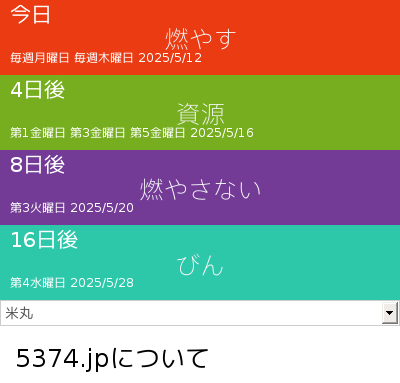 今日
燃やす
毎週月曜日 毎週木曜日 2025/5/12
4日後
資源
第1金曜日 第3金曜日 第5金曜日 2025/5/16
8日後
燃やさない
第3火曜日 2025/5/20
16日後
びん
第4水曜日 2025/5/28
米丸
5374.jpについて